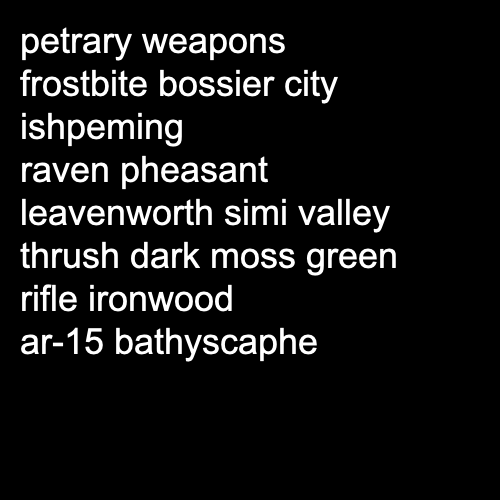 petrary weapons
frostbite bossier city
ishpeming
raven pheasant
leavenworth simi valley
thrush dark moss green
rifle ironwood
ar-15 bathyscaphe